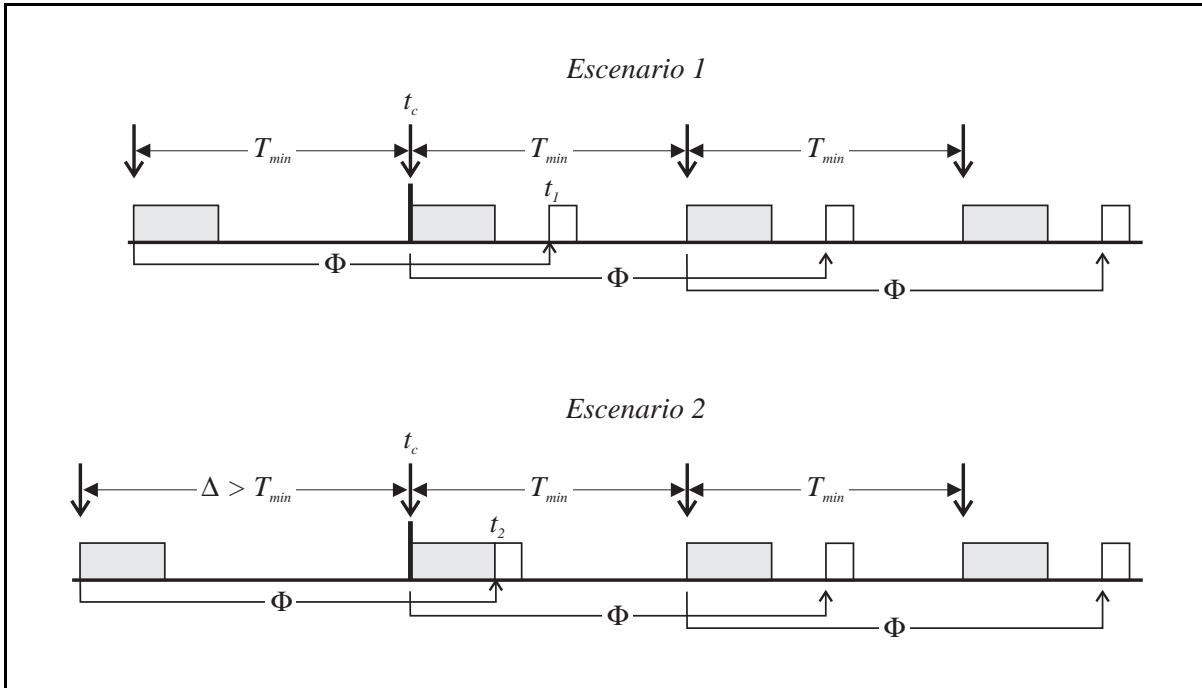 Escenario 1
t_c
T_min T_min T_min
t_1
Φ
Φ
Φ
Escenario 2
t_c
Δ > T_min T_min T_min
t_2
Φ
Φ
Φ